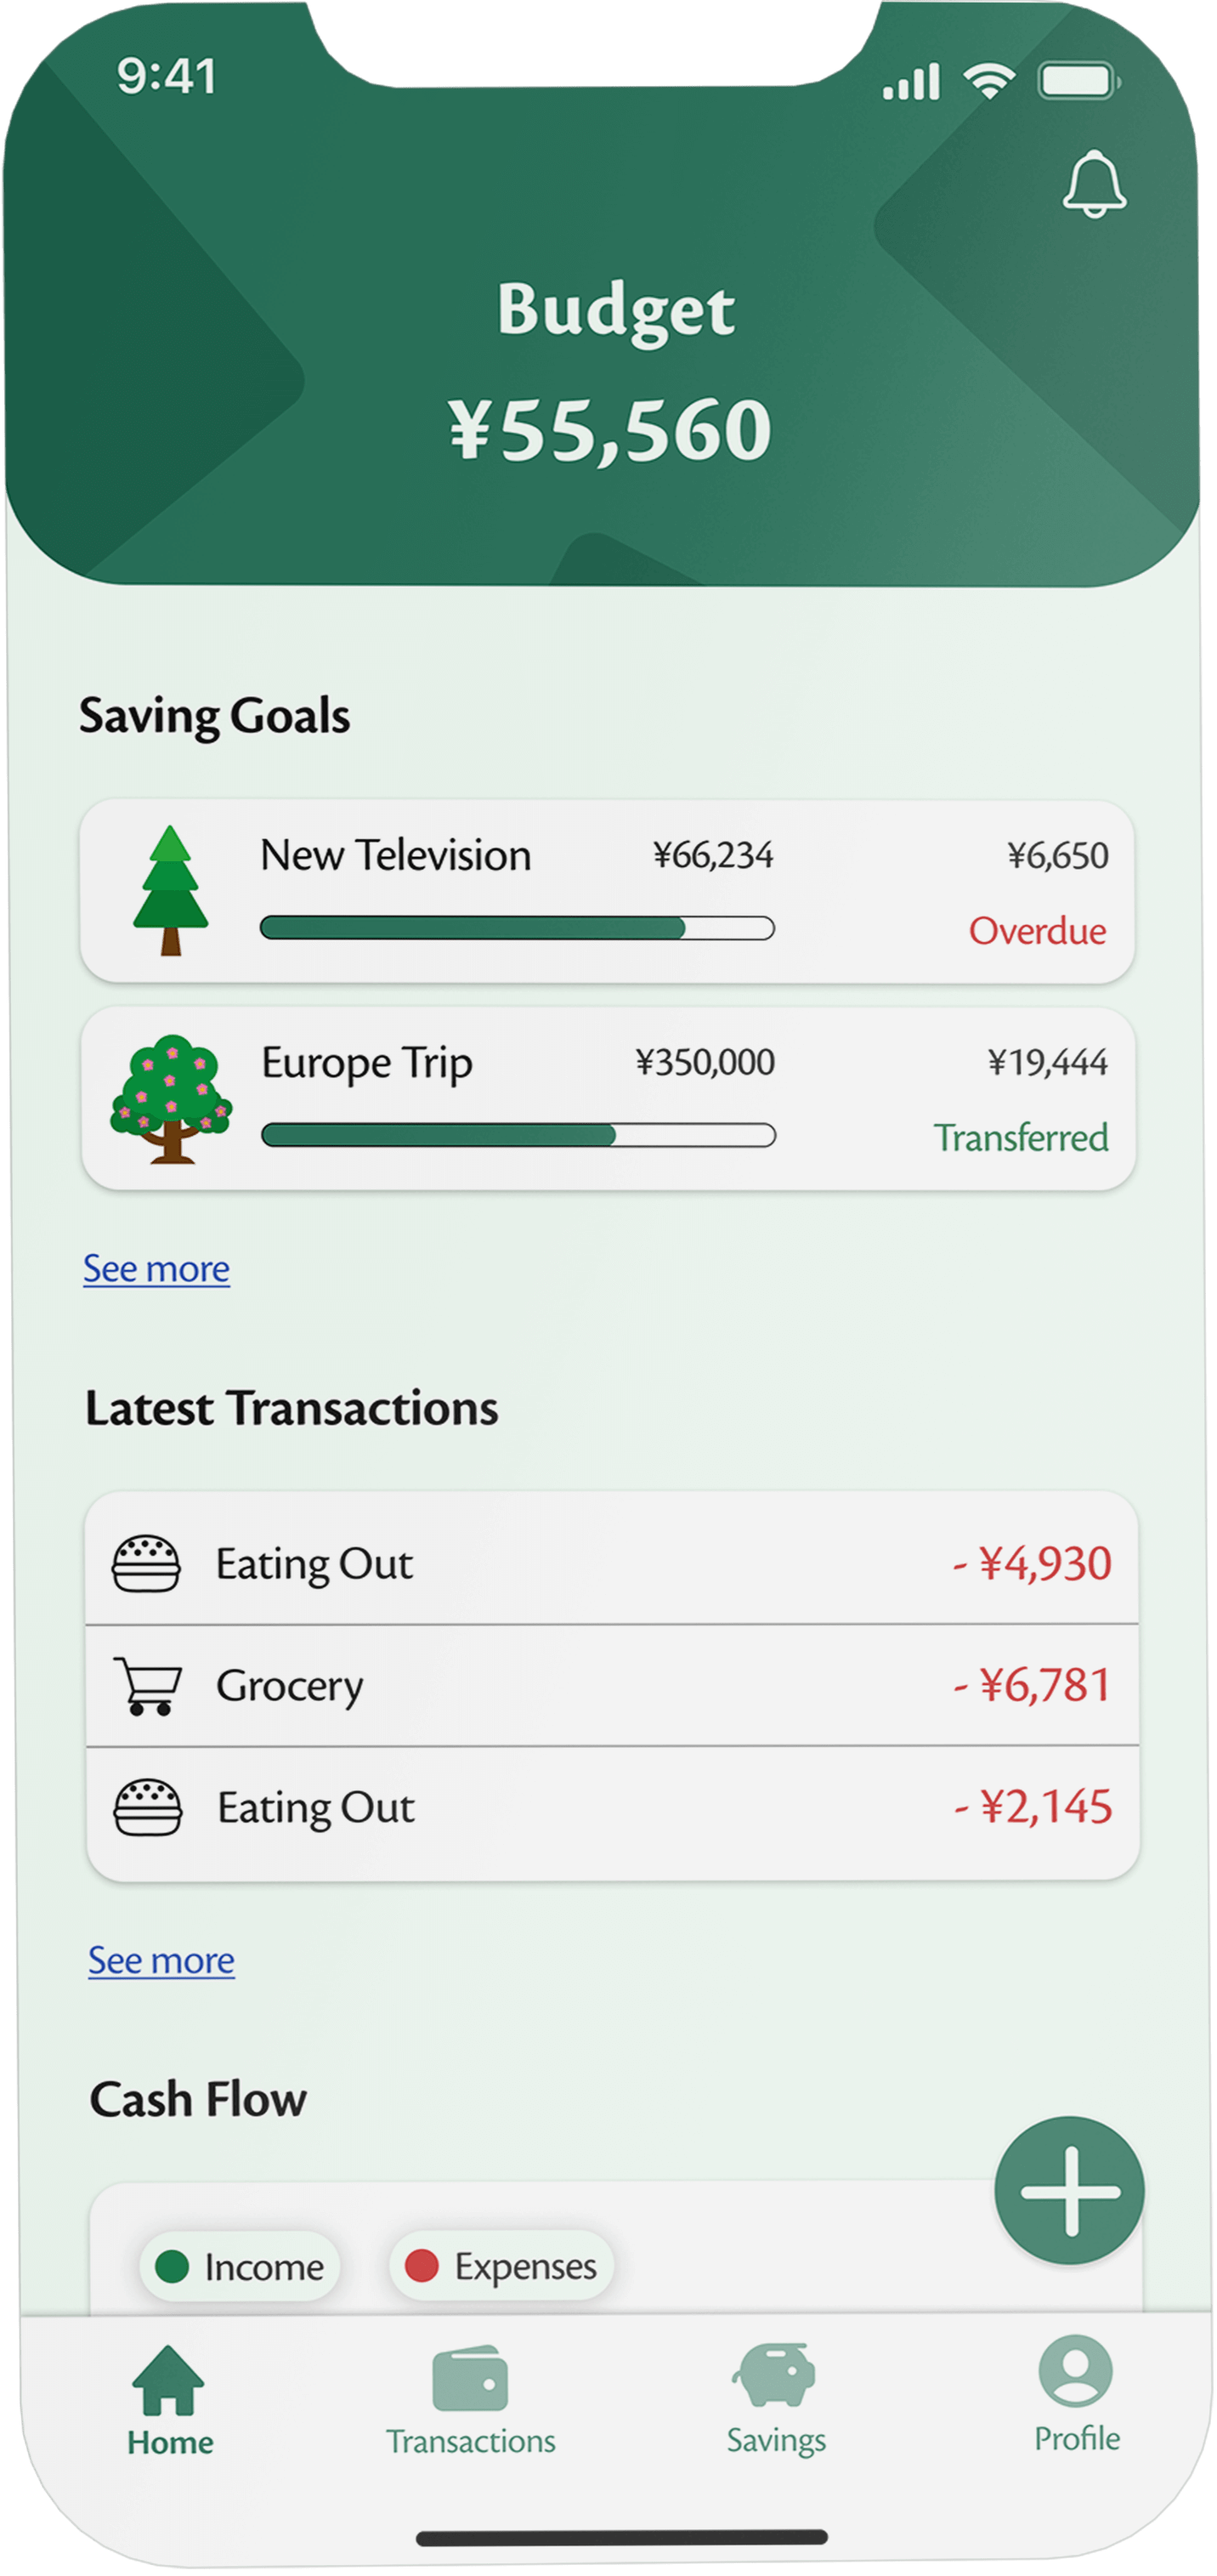 9:41
Budget
¥55,560
Saving Goals
New Television ¥66,234 ¥6,650
Overdue
Europe Trip ¥350,000 ¥19,444
Transferred
See more
Latest Transactions
Eating Out - ¥4,930
Grocery - ¥6,781
Eating Out - ¥2,145
See more
Cash Flow
Income Expenses
Home Transactions Savings Profile